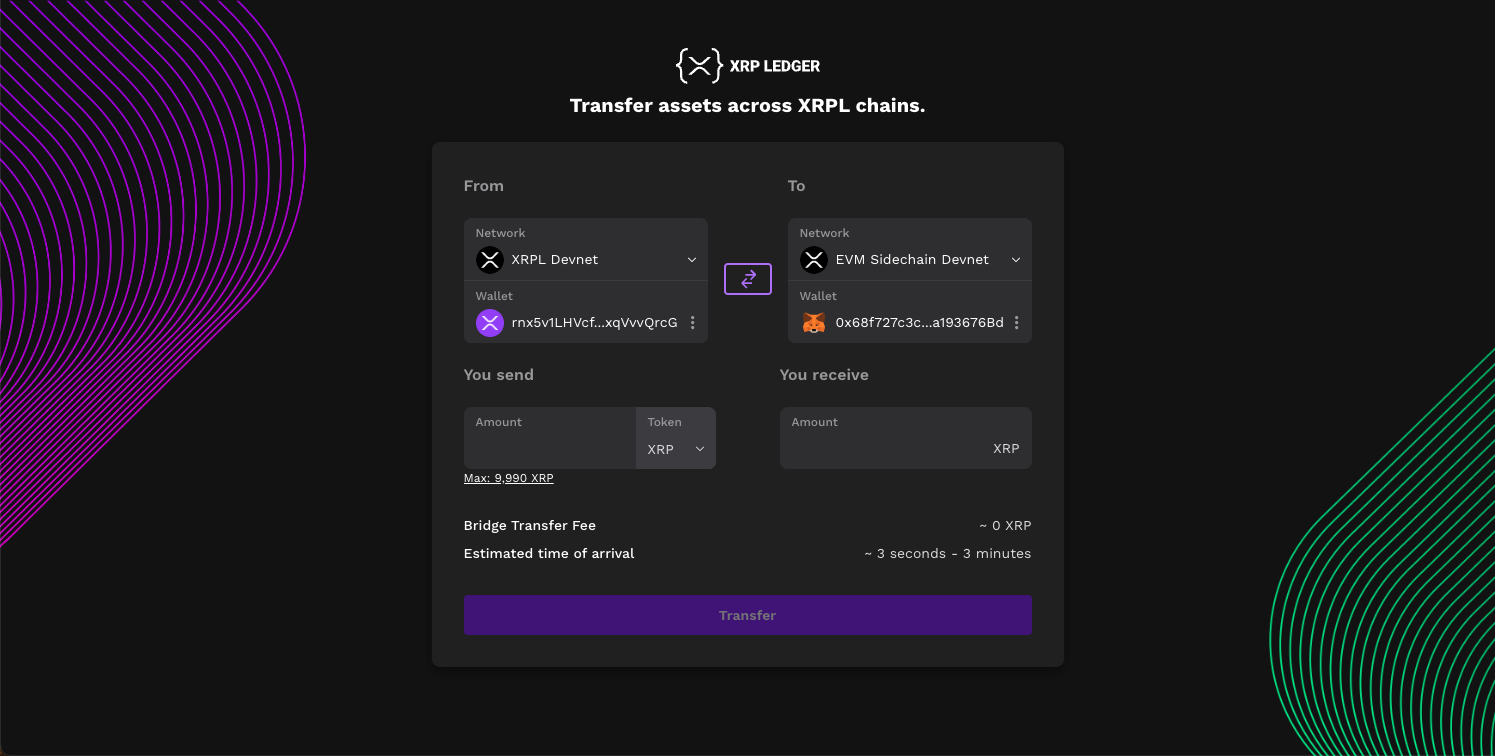 XRP LEDGER
Transfer assets across XRPL chains.
From
To
Network
XRPL Devnet
Network
EVM Sidechain Devnet
Wallet
rnx5v1LHVcf...xqVvvQrcG
Wallet
0x68f727c3c...a193676Bd
You send
You receive
Amount
Token
XRP
Amount
XRP
Max: 9,990 XRP
Bridge Transfer Fee
~ 0 XRP
Estimated time of arrival
~ 3 seconds - 3 minutes
Transfer